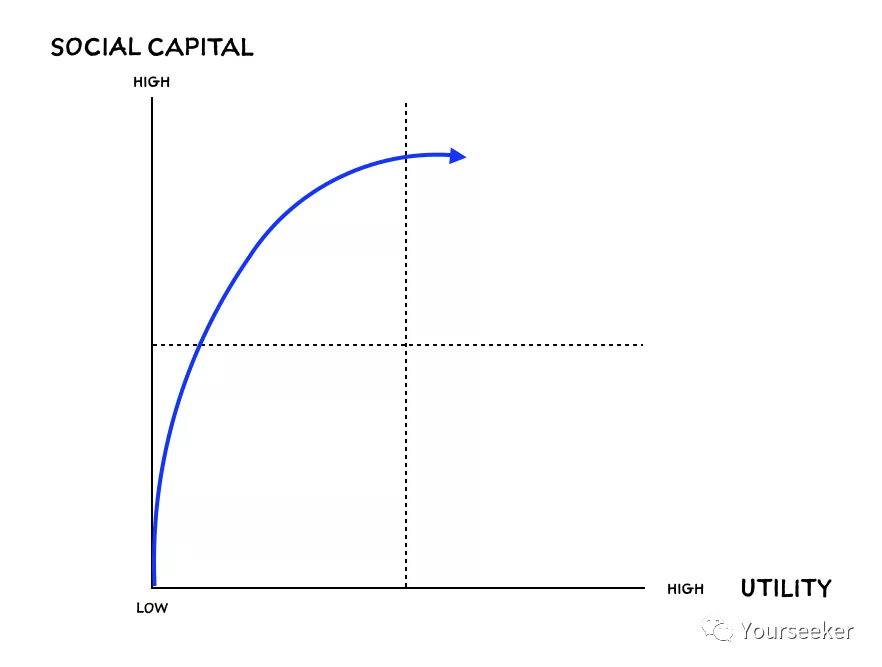 SOCIAL CAPITAL
HIGH
HIGH
UTILITY
LOW
Yourseeker